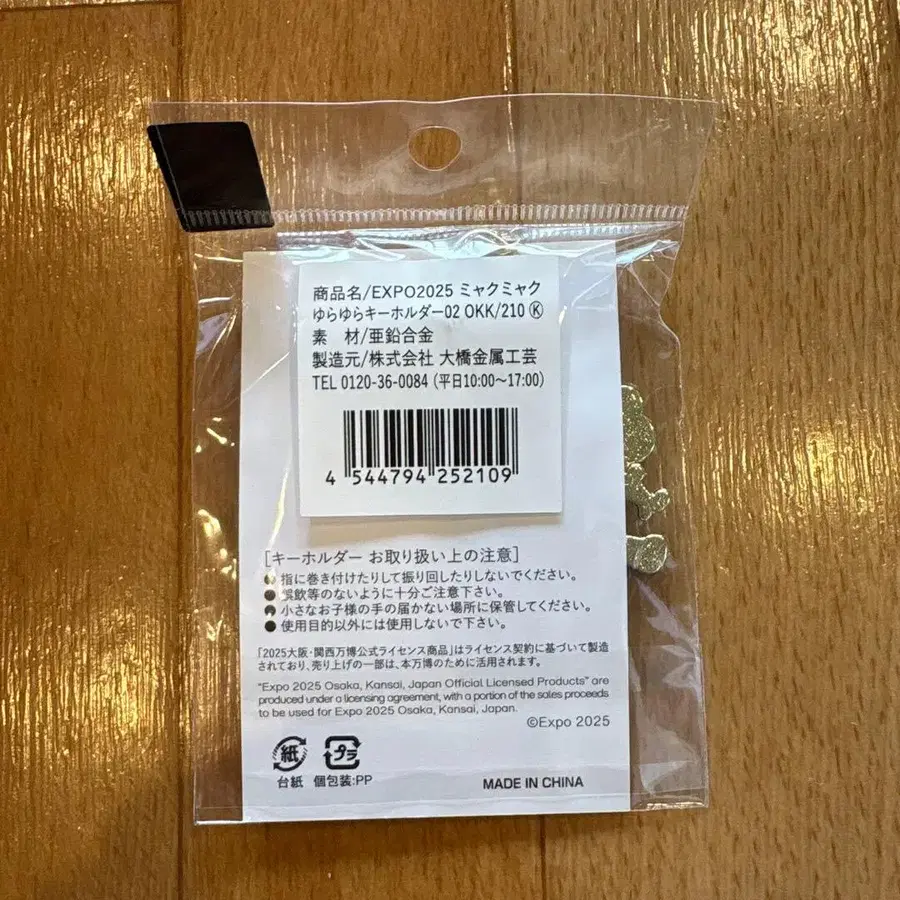 商品名/EXPO2025 ミャクミャク
ゆらゆらキーホルダー02 OKK/210 Ⓚ
素 材/亜鉛合金
製造元/株式会社 大橋金属工芸
TEL 0120-36-0084 (平日10:00〜17:00)
4 544794 252109
[キーホルダー お取り扱い上の注意]
● 指に巻き付けたりして振り回したりしないでください。
● 誤飲等のないように十分ご注意下さい。
● 小さなお子様の手の届かない場所に保管してください。
● 使用目的以外には使用しないで下さい。
「2025大阪・関西万博公式ライセンス商品」はライセンス契約に基づいて製造
されており、売り上げの一部は、本万博のために活用されます。
"Expo 2025 Osaka, Kansai, Japan Official Licensed Products" are
produced under a licensing agreement, with a portion of the sales proceeds
to be used for Expo 2025 Osaka, Kansai, Japan.
©Expo 2025
紙 プラ
台紙 個包装:PP
MADE IN CHINA